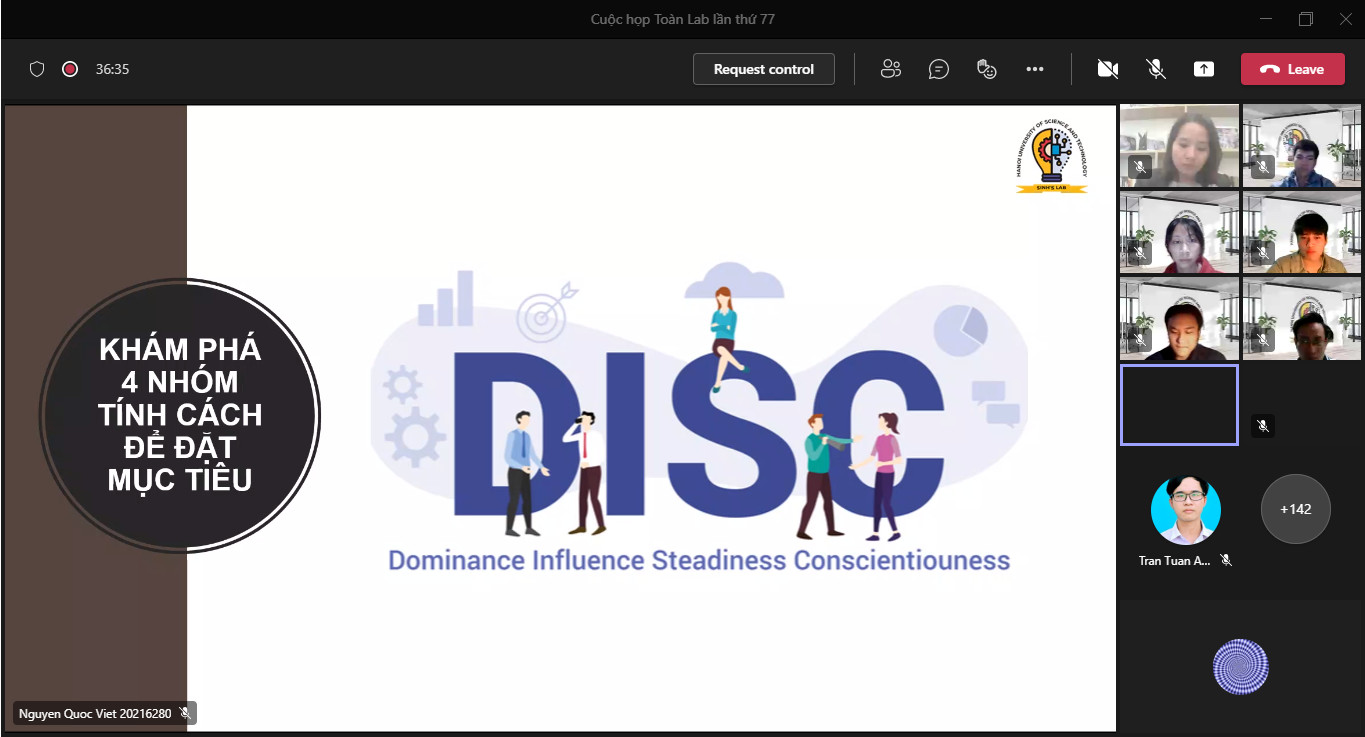 Cuộc họp Toàn Lab lần thứ 77
36:35
Request control
Leave
HANOI UNIVERSITY OF SCIENCE AND TECHNOLOGY
SINH'S LAB
KHÁM PHÁ
4 NHÓM
TÍNH CÁCH
ĐỂ ĐẶT
MỤC TIÊU
DISC
Dominance Influence Steadiness Conscientiouness
Nguyen Quoc Viet 20216280
+142
Tran Tuan A...